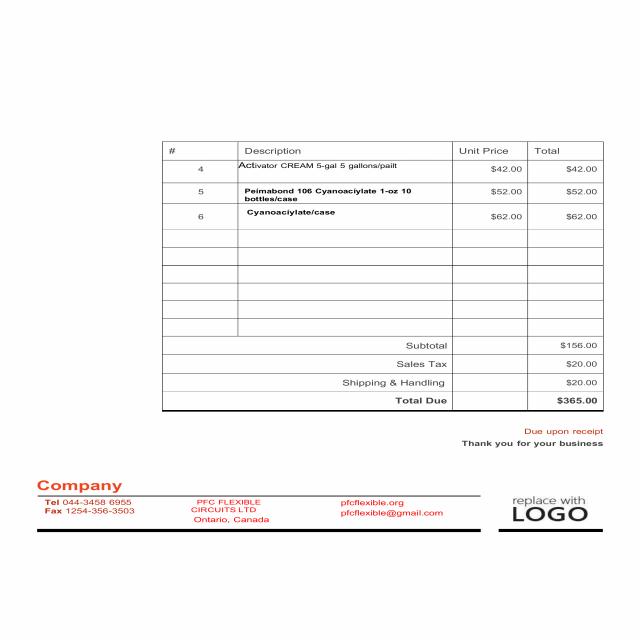 # Description Unit Price Total
4 Activator CREAM 5-gal 5 gallons/pailt $42.00 $42.00
5 Peimabond 106 Cyanoaciylate 1-oz 10 $52.00 $52.00
bottles/case
6 Cyanoaciylate/case $62.00 $62.00
Subtotal $156.00
Sales Tax $20.00
Shipping & Handling $20.00
Total Due $365.00
Due upon receipt
Thank you for your business
Company
Tel 044-3458 6955 PFC FLEXIBLE pfcflexible.org
Fax 1254-356-3503 CIRCUITS LTD pfcflexible@gmail.com
Ontario, Canada
replace with
LOGO